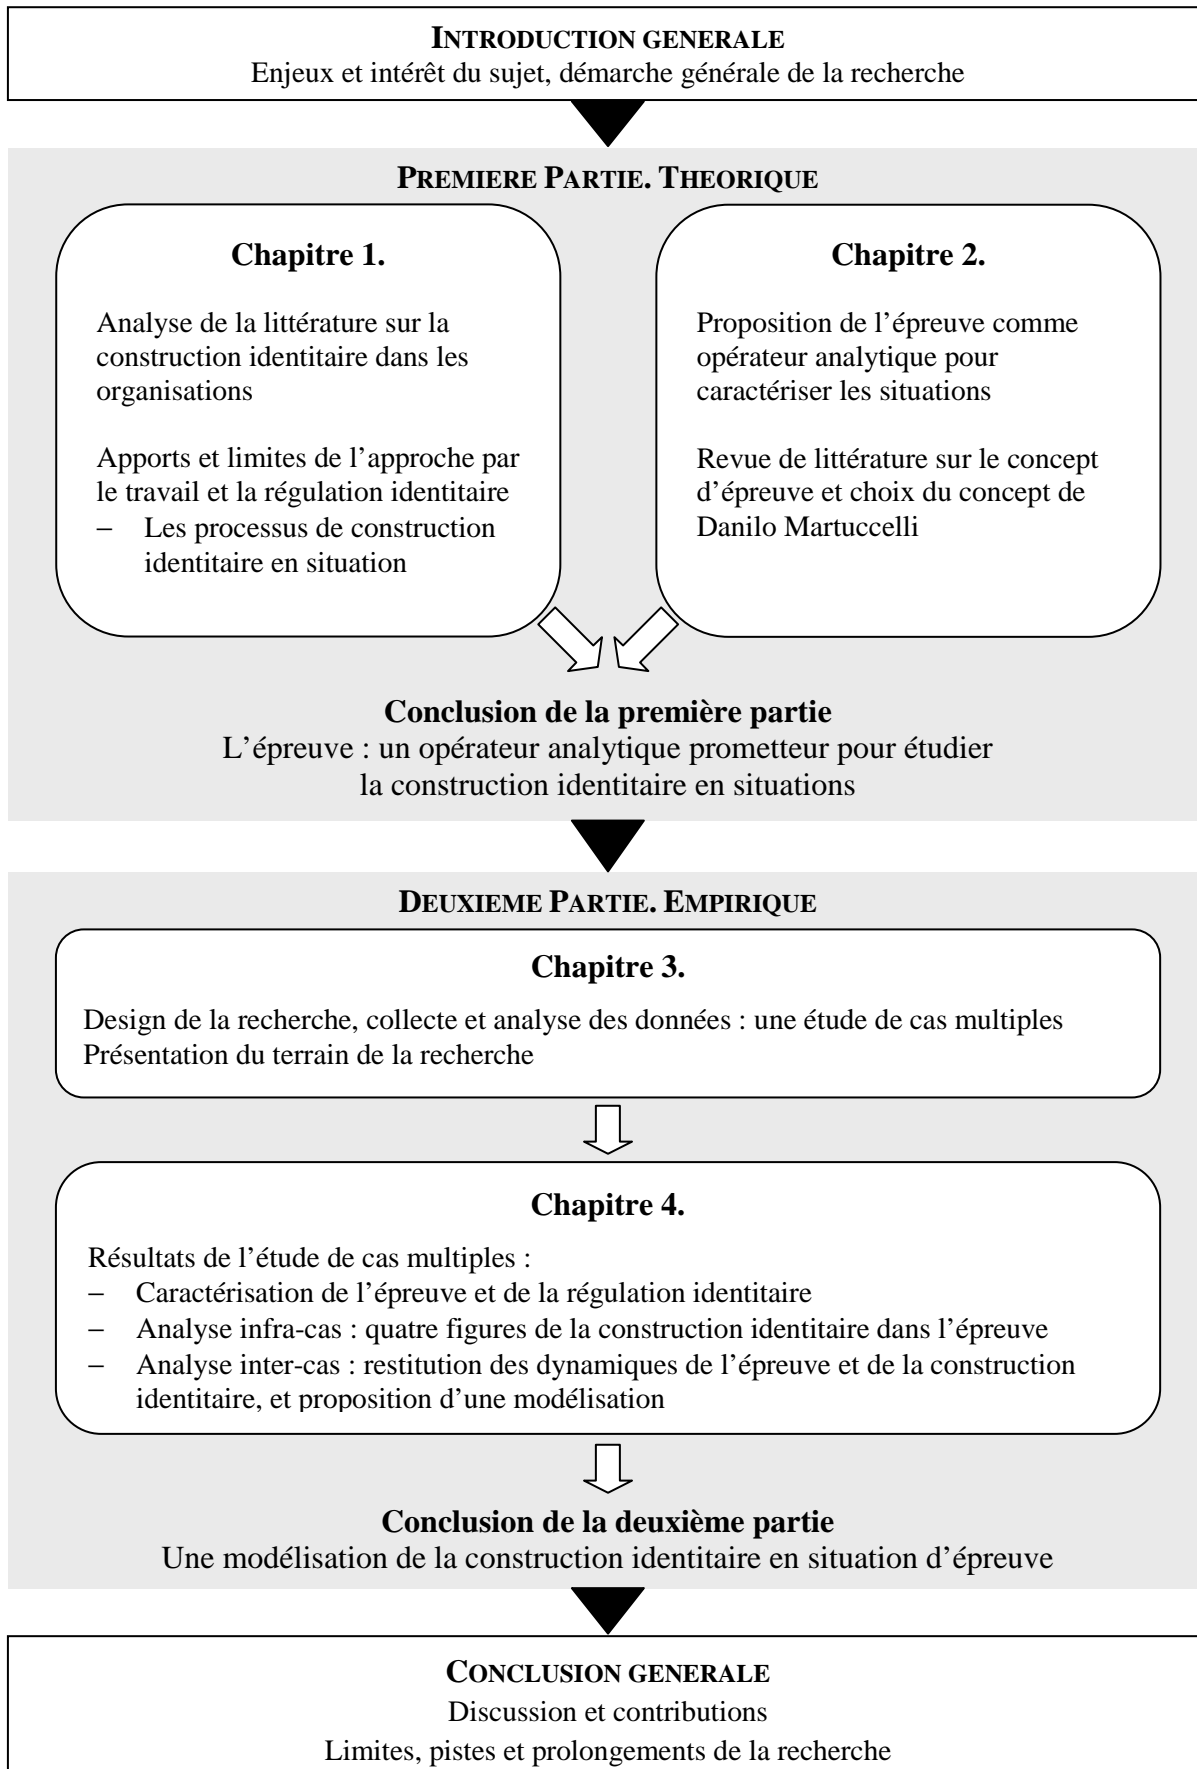 INTRODUCTION GENERALE
Enjeux et intérêt du sujet, démarche générale de la recherche
PREMIERE PARTIE. THEORIQUE
Chapitre 1.
Analyse de la littérature sur la
construction identitaire dans les
organisations
Apports et limites de l’approche par
le travail et la régulation identitaire
– Les processus de construction
identitaire en situation
Chapitre 2.
Proposition de l’épreuve comme
opérateur analytique pour
caractériser les situations
Revue de littérature sur le concept
d’épreuve et choix du concept de
Danilo Martuccelli
Conclusion de la première partie
L’épreuve : un opérateur analytique prometteur pour étudier
la construction identitaire en situations
DEUXIEME PARTIE. EMPIRIQUE
Chapitre 3.
Design de la recherche, collecte et analyse des données : une étude de cas multiples
Présentation du terrain de la recherche
Chapitre 4.
Résultats de l’étude de cas multiples :
– Caractérisation de l’épreuve et de la régulation identitaire
– Analyse infra-cas : quatre figures de la construction identitaire dans l’épreuve
– Analyse inter-cas : restitution des dynamiques de l’épreuve et de la construction
identitaire, et proposition d’une modélisation
Conclusion de la deuxième partie
Une modélisation de la construction identitaire en situation d’épreuve
CONCLUSION GENERALE
Discussion et contributions
Limites, pistes et prolongements de la recherche